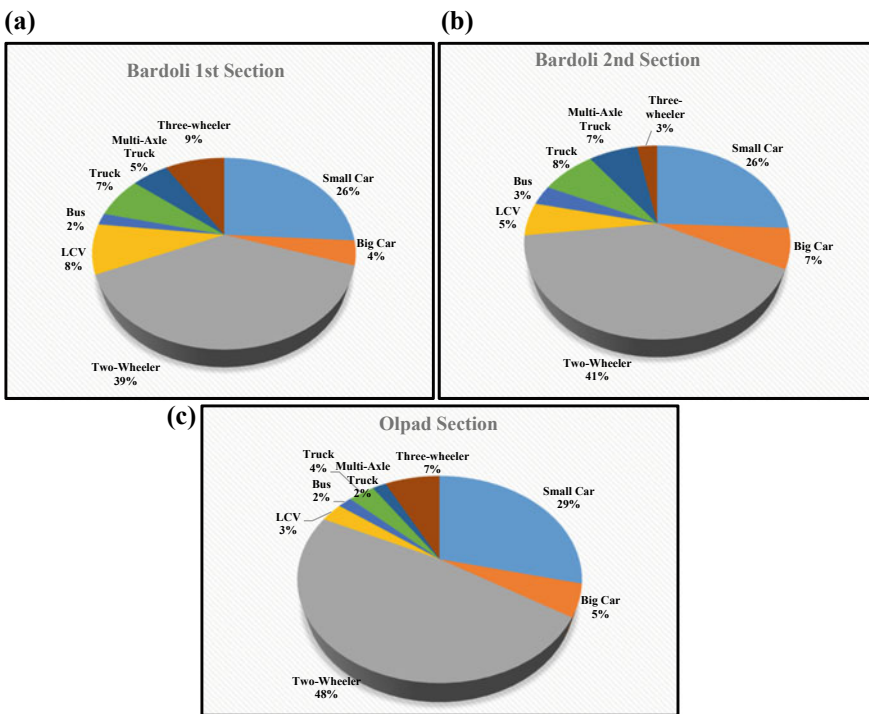 (a)
Bardoli 1st Section
Three-wheeler
9%
Multi-Axle
Truck
5%
Truck
7%
Bus
2%
LCV
8%
Small Car
26%
Big Car
4%
Two-Wheeler
39%
(b)
Bardoli 2nd Section
Three-
wheeler
3%
Multi-Axle
Truck
7%
Truck
8%
Bus
3%
LCV
5%
Small Car
26%
Big Car
7%
Two-Wheeler
41%
(c)
Olpad Section
Truck
4%
Multi-Axle
Truck
2%
Three-wheeler
7%
Bus
2%
LCV
3%
Small Car
29%
Big Car
5%
Two-Wheeler
48%